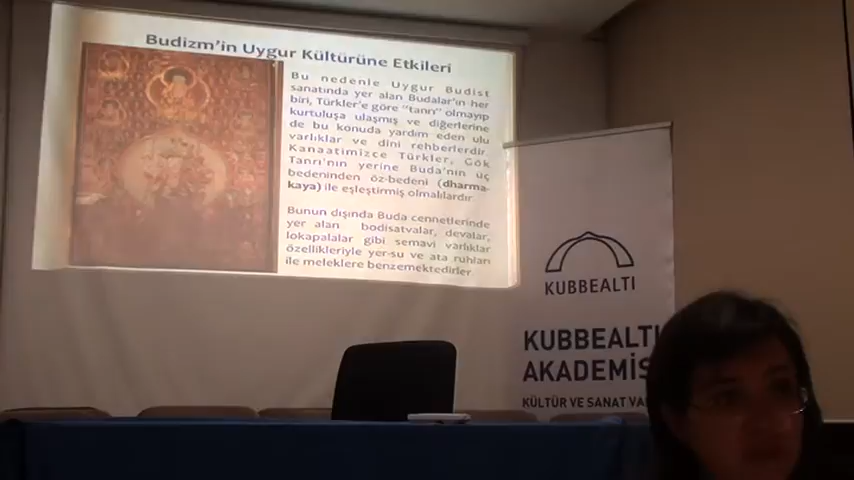 Budizm'in Uygur Kültürüne Etkileri
Bu nedenle Uygur Budist
sanatında yer alan Budalar'ın her
biri, Türkler'e göre "tanrı" olmayıp
kurtuluşa ulaşmış ve diğerlerine
de bu konuda yardım eden ulu
varlıklar ve dini rehberlerdir.
Kanaatimizce Türkler, Gök
Tanrı'nın yerine Buda'nın üç
bedeninden öz-bedeni (dharma-
kaya) ile eşleştirmiş olmalılardır.
Bunun dışında Buda cennetlerinde
yer alan bodisatvalar, devatar,
lokapalalar gibi semavi varlıklar
özellikleriyle yer-su ve ata ruhları
ile meleklere benzemektedirler.
KUBBEALTI
KUBBEALTI
AKADEMİS
KÜLTÜR VE SANAT VA